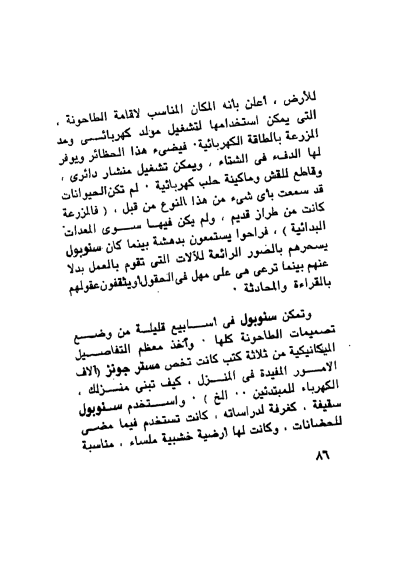 للأرض ، أعلن بأنه المكان المناسب لاقامة الطاحونة ،
التى يمكن استخدامها لتشغيل مولد كهربائى ومد
المزرعة بالطاقة الكهربائية . فيضىء هذا الحظائر ويوفر
لها الدفء فى الشتاء ، ويمكن تشغيل منشار دائرى ،
وقاطع للقش وماكينة حلب كهربائية . لم تكن الحيوانات
قد سمعت بأى شىء من هذا النوع من قبل ، ( فالمزرعة
كانت من طراز قديم ، ولم يكن فيها سوى المعدات
البدائية ) ، فراحوا يستمعون بدهشة بينما كان سنوبول
يسحرهم بالصور الرائعة للآلات التى تقوم بالعمل بدلا
عنهم بينما ترعى هى على مهل فى الحقول أو يثقفون عقولهم
بالقراءة والمحادثة .
وتمكن سنوبول فى أسابيع قليلة من وضع
تصميمات الطاحونة كلها . وأخذ معظم التفاصيل
الميكانيكية من ثلاثة كتب كانت تخص مستر جونز (آلاف
الامور المفيدة فى المنزل ، كيف تبنى منزلك ،
الكهرباء للمبتدئين .. الخ ) . واستخدم سنوبول
سقيفة ، كغرفة لدراساته ، كانت تستخدم فيما مضى
للحضانات ، وكانت لها أرضية خشبية ملساء ، مناسبة
٨٦